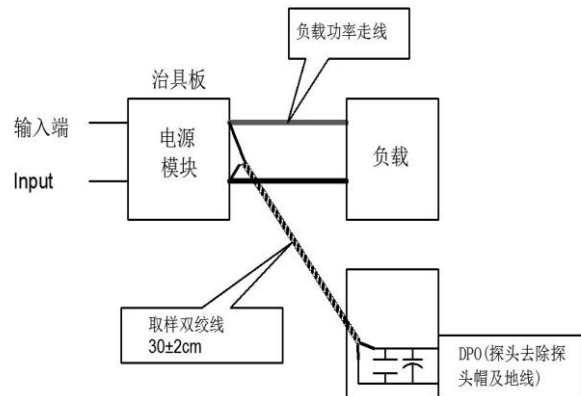 负载功率走线
治具板
输入端
Input
电源
模块
负载
取样双绞线
30±2cm
DPO(探头去除探
头帽及地线)